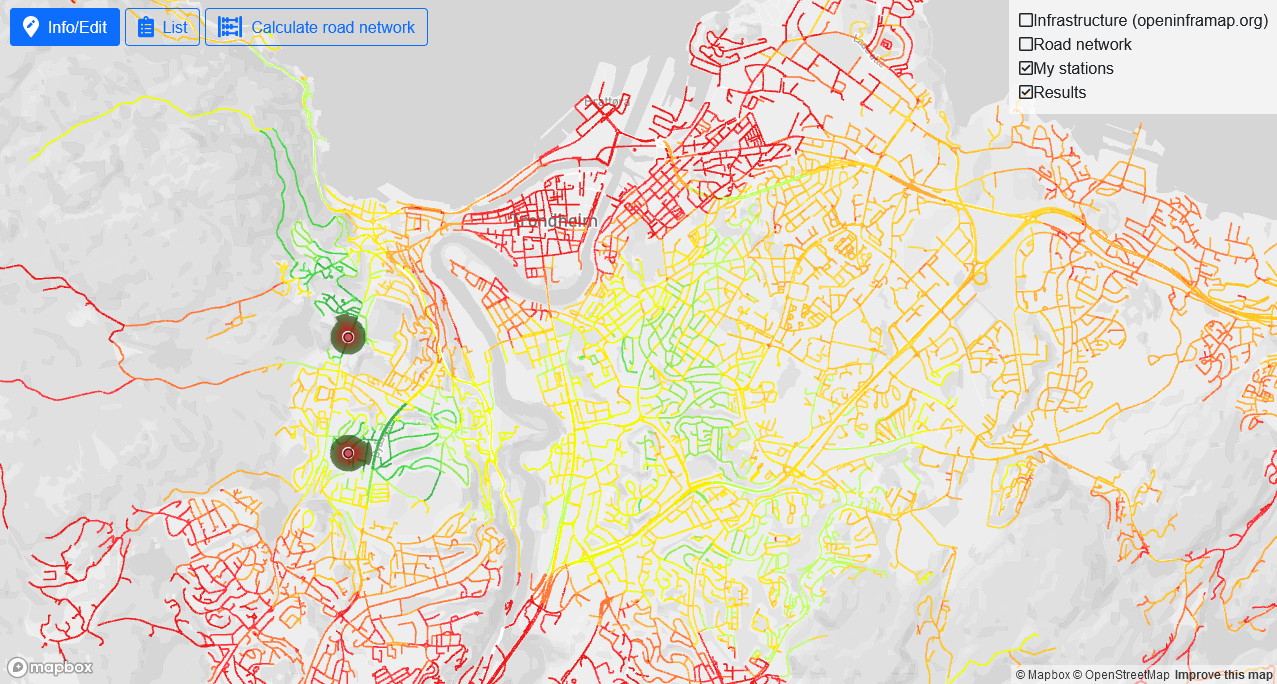 Info/Edit
List
Calculate road network
Infrastructure (openinframap.org)
Road network
My stations
Results
Brattøra
Trondheim
mapbox
© Mapbox © OpenStreetMap Improve this map